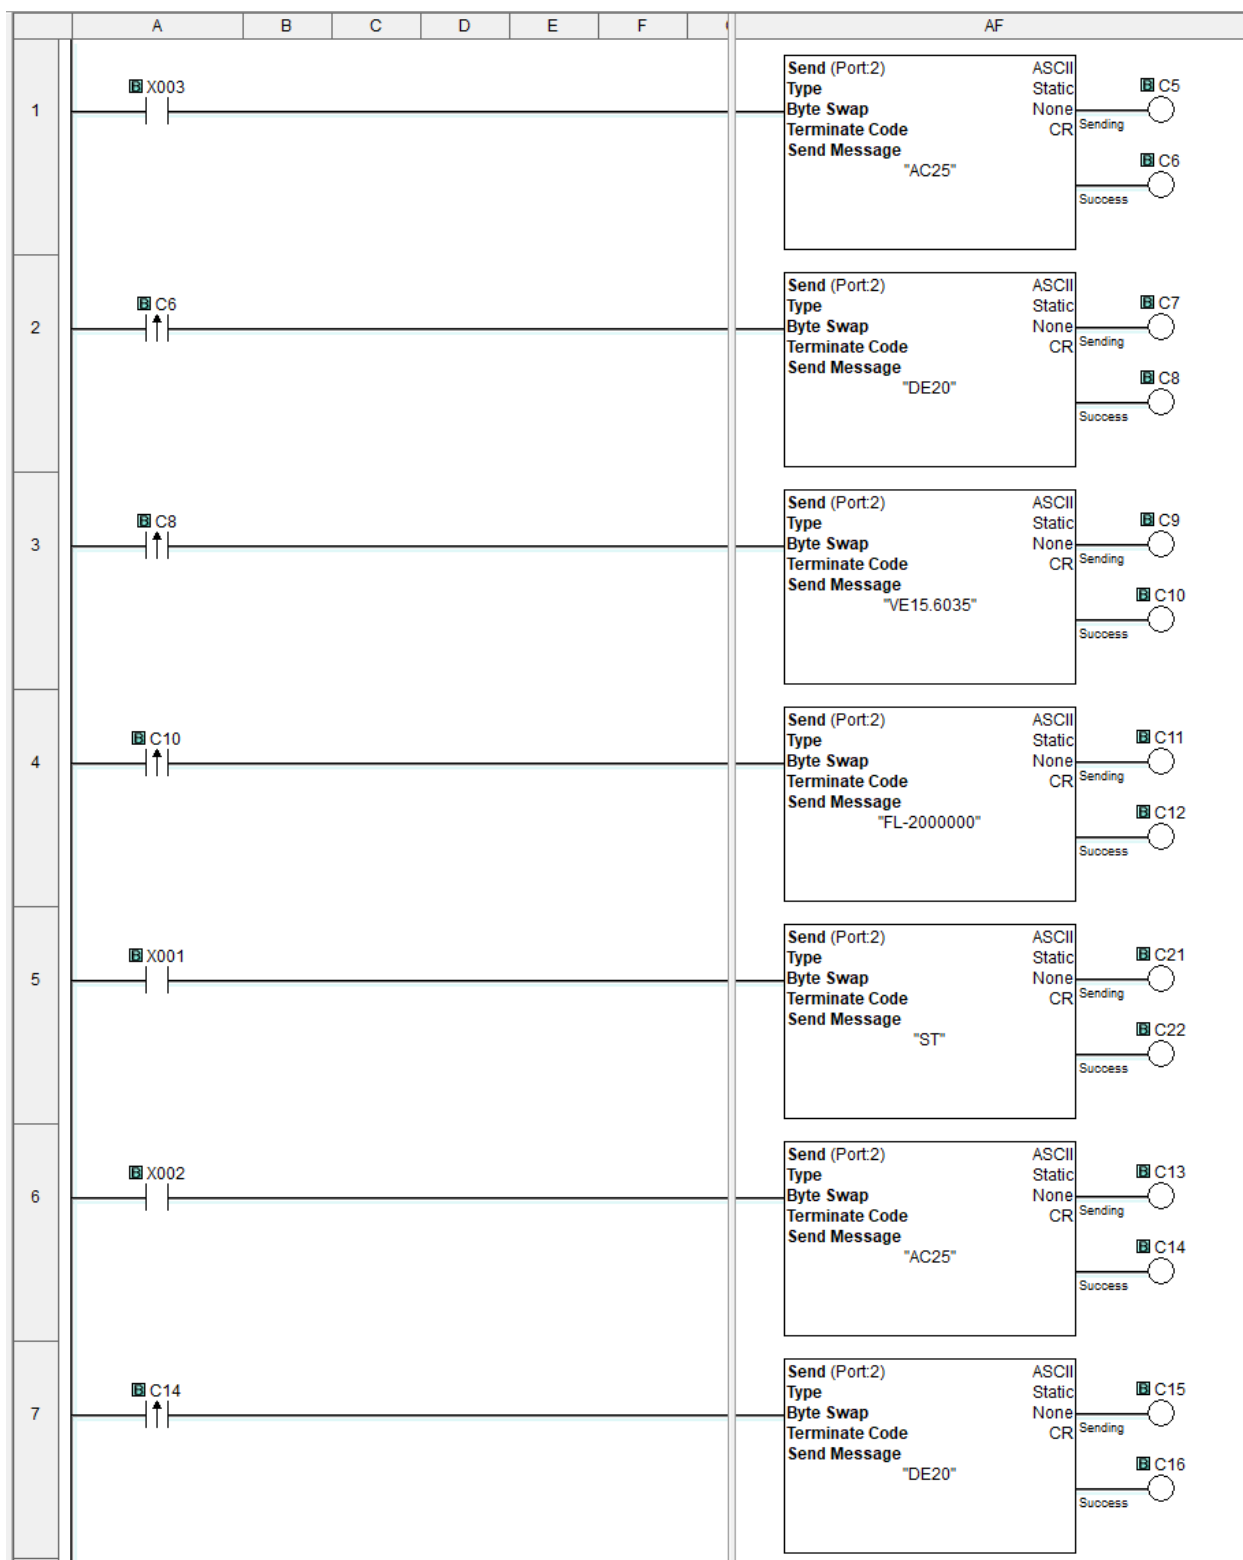 A B C D E F AF
1
B X003
Send (Port:2) ASCII
Type Static
Byte Swap None
Terminate Code CR
Send Message
"AC25"
B C5
Sending
B C6
Success
2
B C6
Send (Port:2) ASCII
Type Static
Byte Swap None
Terminate Code CR
Send Message
"DE20"
B C7
Sending
B C8
Success
3
B C8
Send (Port:2) ASCII
Type Static
Byte Swap None
Terminate Code CR
Send Message
"VE15.6035"
B C9
Sending
B C10
Success
4
B C10
Send (Port:2) ASCII
Type Static
Byte Swap None
Terminate Code CR
Send Message
"FL-2000000"
B C11
Sending
B C12
Success
5
B X001
Send (Port:2) ASCII
Type Static
Byte Swap None
Terminate Code CR
Send Message
"ST"
B C21
Sending
B C22
Success
6
B X002
Send (Port:2) ASCII
Type Static
Byte Swap None
Terminate Code CR
Send Message
"AC25"
B C13
Sending
B C14
Success
7
B C14
Send (Port:2) ASCII
Type Static
Byte Swap None
Terminate Code CR
Send Message
"DE20"
B C15
Sending
B C16
Success